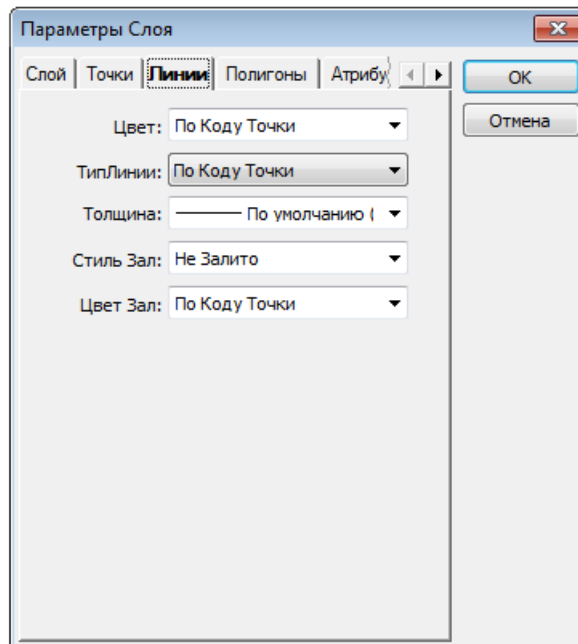 Параметры Слоя
Слой Точки Линии Полигоны Атрибу
Цвет: По Коду Точки
ТипЛинии: По Коду Точки
Толщина: По умолчанию (
Стиль Зал: Не Залито
Цвет Зал: По Коду Точки
OK
Отмена